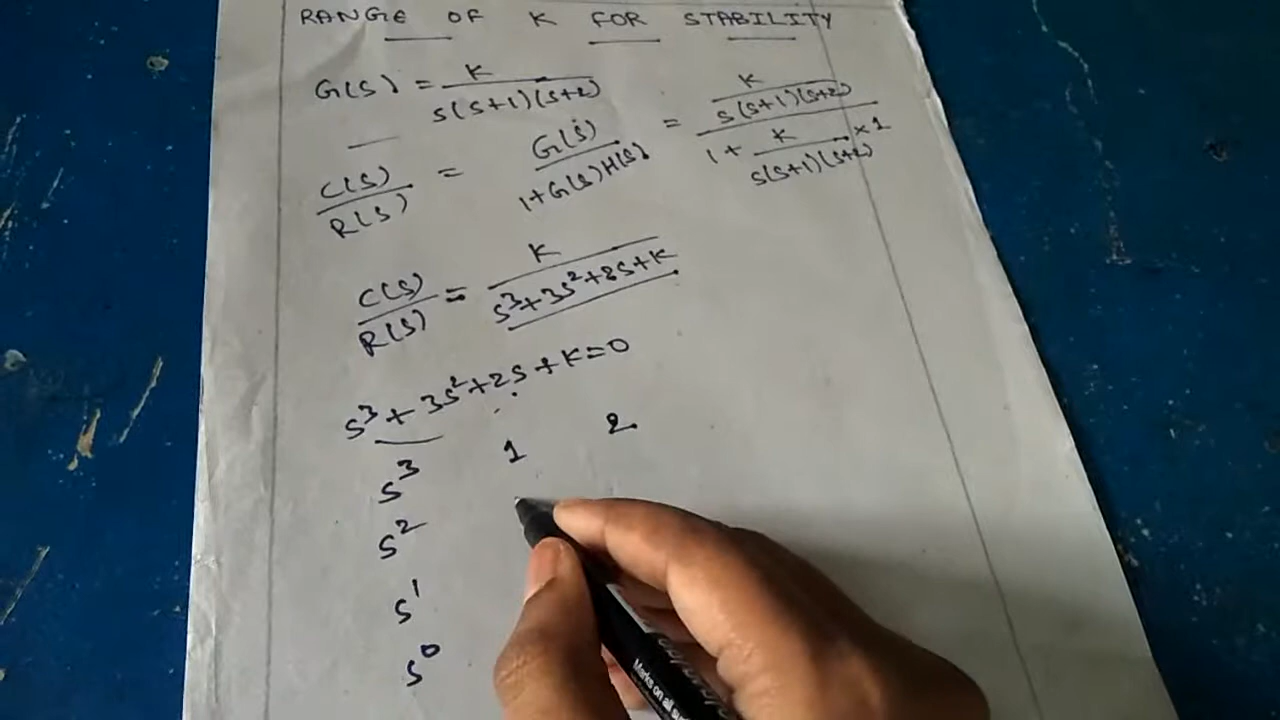 RANGE OF K FOR STABILITY
G(S) = K / S(S+1)(S+2)
C(S) / R(S) = G(S) / 1+G(S)H(S) = K / S(S+1)(S+2) / 1 + K / S(S+1)(S+2) × 1
C(S) / R(S) = K / S³+3S²+2S+K
S³ + 3S² + 2S + K = 0
S³ 1 2
S²
S¹
S⁰